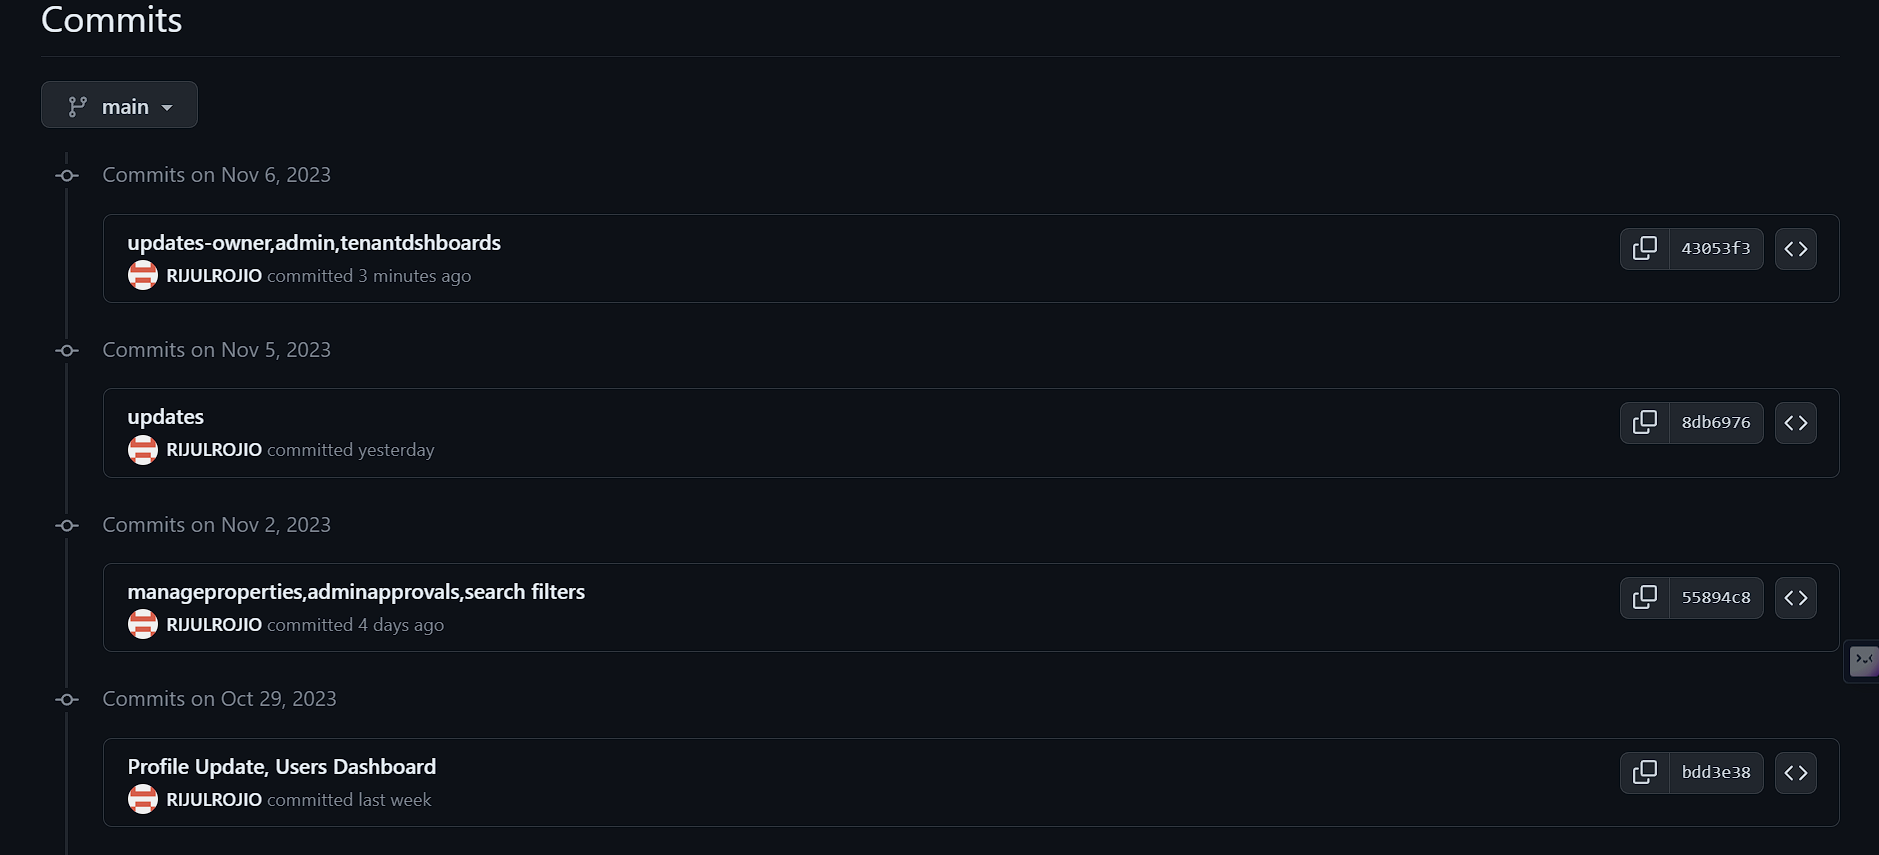 Commits
main
Commits on Nov 6, 2023
updates-owner,admin,tenantdshboards
43053f3
RIJULROJIO committed 3 minutes ago
Commits on Nov 5, 2023
updates
8db6976
RIJULROJIO committed yesterday
Commits on Nov 2, 2023
manageproperties,adminapprovals,search filters
55894c8
RIJULROJIO committed 4 days ago
Commits on Oct 29, 2023
Profile Update, Users Dashboard
bdd3e38
RIJULROJIO committed last week